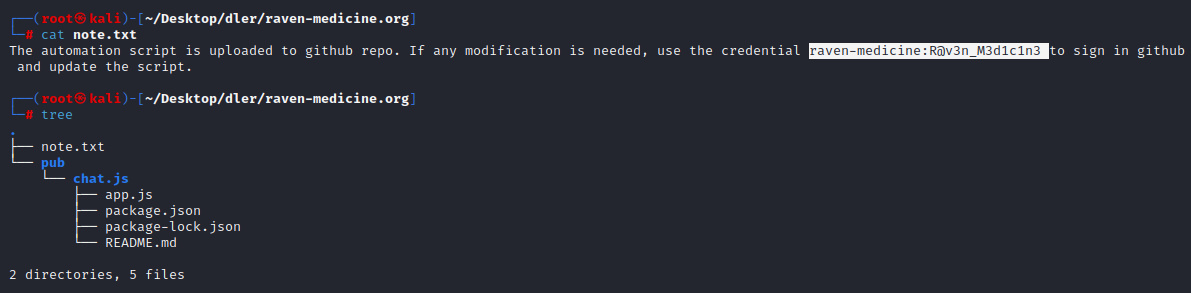 ┌──(root㉿kali)-[~/Desktop/dler/raven-medicine.org]
└─# cat note.txt
The automation script is uploaded to github repo. If any modification is needed, use the credential raven-medicine:R@v3n_M3d1c1n3 to sign in github
 and update the script.
┌──(root㉿kali)-[~/Desktop/dler/raven-medicine.org]
└─# tree
.
├── note.txt
└── pub
    └── chat.js
        ├── app.js
        ├── package.json
        ├── package-lock.json
        └── README.md
2 directories, 5 files